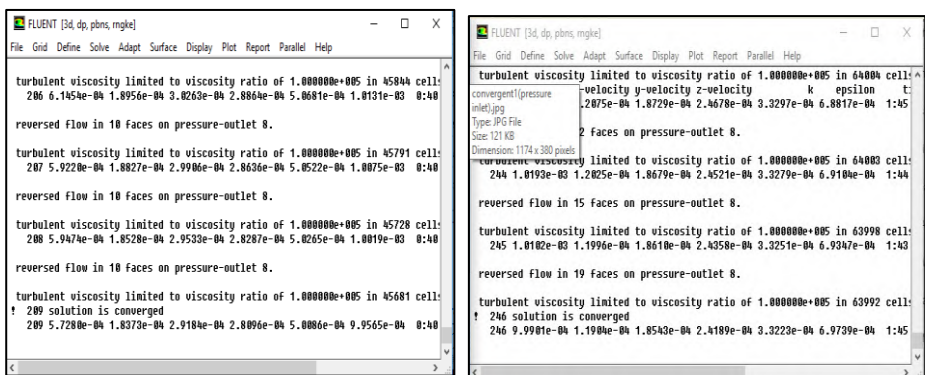 FLUENT [3d, dp, pbns, rngke]
File Grid Define Solve Adapt Surface Display Plot Report Parallel Help
turbulent viscosity limited to viscosity ratio of 1.000000e+005 in 45844 cell
206 6.1454e-04 1.8956e-04 3.0263e-04 2.8864e-04 5.0681e-04 1.0131e-03 0:40
reversed flow in 10 faces on pressure-outlet 8.
turbulent viscosity limited to viscosity ratio of 1.000000e+005 in 45791 cell
207 5.9220e-04 1.8827e-04 2.9906e-04 2.8636e-04 5.0522e-04 1.0075e-03 0:40
reversed flow in 10 faces on pressure-outlet 8.
turbulent viscosity limited to viscosity ratio of 1.000000e+005 in 45728 cell
208 5.9474e-04 1.8528e-04 2.9533e-04 2.8287e-04 5.0265e-04 1.0019e-03 0:40
reversed flow in 10 faces on pressure-outlet 8.
turbulent viscosity limited to viscosity ratio of 1.000000e+005 in 45681 cell
! 209 solution is converged
209 5.7280e-04 1.8373e-04 2.9184e-04 2.8096e-04 5.0086e-04 9.9565e-04 0:40
FLUENT [3d, dp, pbns, rngke]
File Grid Define Solve Adapt Surface Display Plot Report Parallel Help
turbulent viscosity limited to viscosity ratio of 1.000000e+005 in 64004 cell
-velocity y-velocity z-velocity k epsilon t
convergent1(pressure
.2075e-04 1.8729e-04 2.4678e-04 3.3297e-04 6.8817e-04 1:45
inlet).jpg
Type: JPG File
2 faces on pressure-outlet 8.
Size: 121 KB
Dimension: 1174 x 380 pixels
turbulent viscosity limited to viscosity ratio of 1.000000e+005 in 64003 cell
244 1.0193e-03 1.2025e-04 1.8679e-04 2.4521e-04 3.3279e-04 6.9104e-04 1:44
reversed flow in 15 faces on pressure-outlet 8.
turbulent viscosity limited to viscosity ratio of 1.000000e+005 in 63998 cell
245 1.0102e-03 1.1996e-04 1.8610e-04 2.4358e-04 3.3251e-04 6.9347e-04 1:43
reversed flow in 19 faces on pressure-outlet 8.
turbulent viscosity limited to viscosity ratio of 1.000000e+005 in 63992 cell
! 246 solution is converged
246 9.9901e-04 1.1904e-04 1.8543e-04 2.4189e-04 3.3223e-04 6.9739e-04 1:45